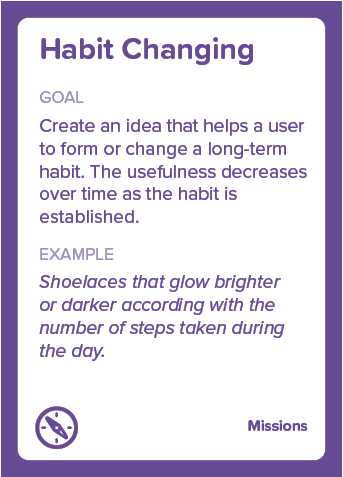 Habit Changing
GOAL
Create an idea that helps a user
to form or change a long-term
habit. The usefulness decreases
over time as the habit is
established.
EXAMPLE
Shoelaces that glow brighter
or darker according with the
number of steps taken during
the day.
Missions